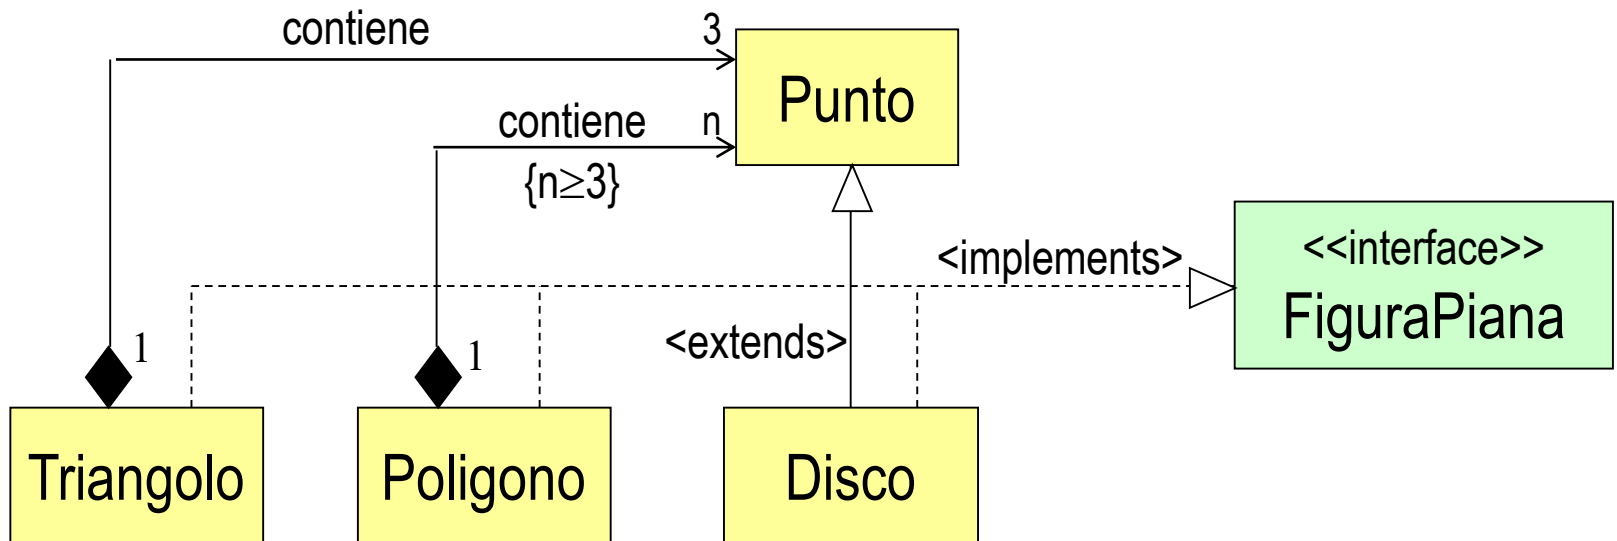 contiene 3
Punto
contiene n
{n≥3}
<implements>
<<interface>>
FiguraPiana
<extends>
1
1
Triangolo
Poligono
Disco